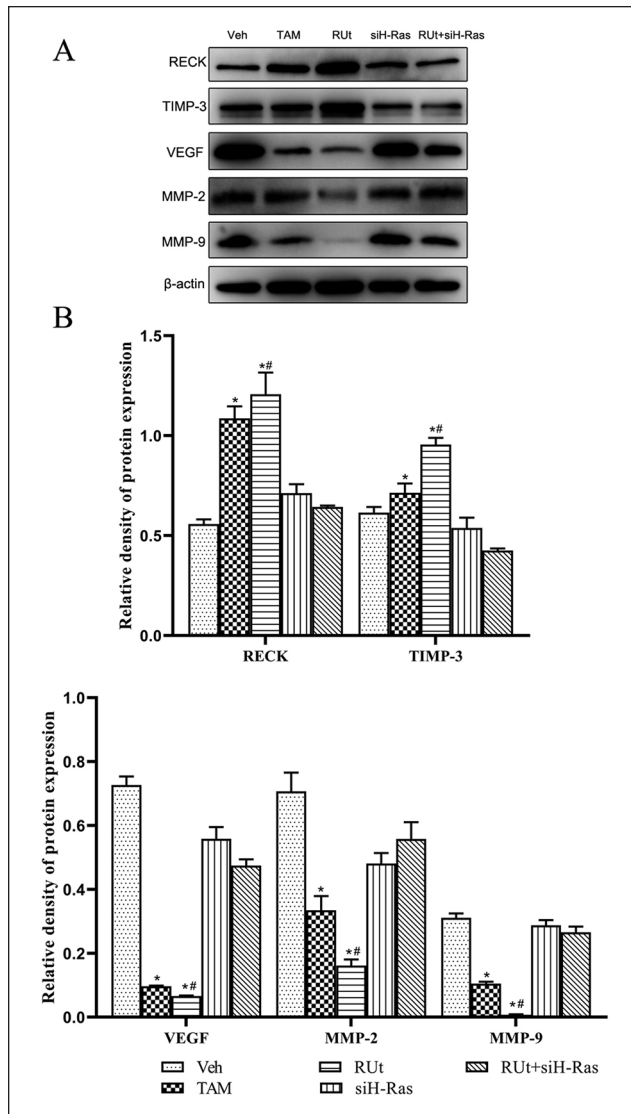 A
Veh TAM RUt siH-Ras RUt+siH-Ras
RECK
TIMP-3
VEGF
MMP-2
MMP-9
β-actin
B
Relative density of protein expression
1.5
1.0
0.5
0.0
* *# * *#
RECK TIMP-3
Relative density of protein expression
1.0
0.8
0.6
0.4
0.2
0.0
* *# * *# * *#
VEGF MMP-2 MMP-9
Veh RUt RUt+siH-Ras
TAM siH-Ras